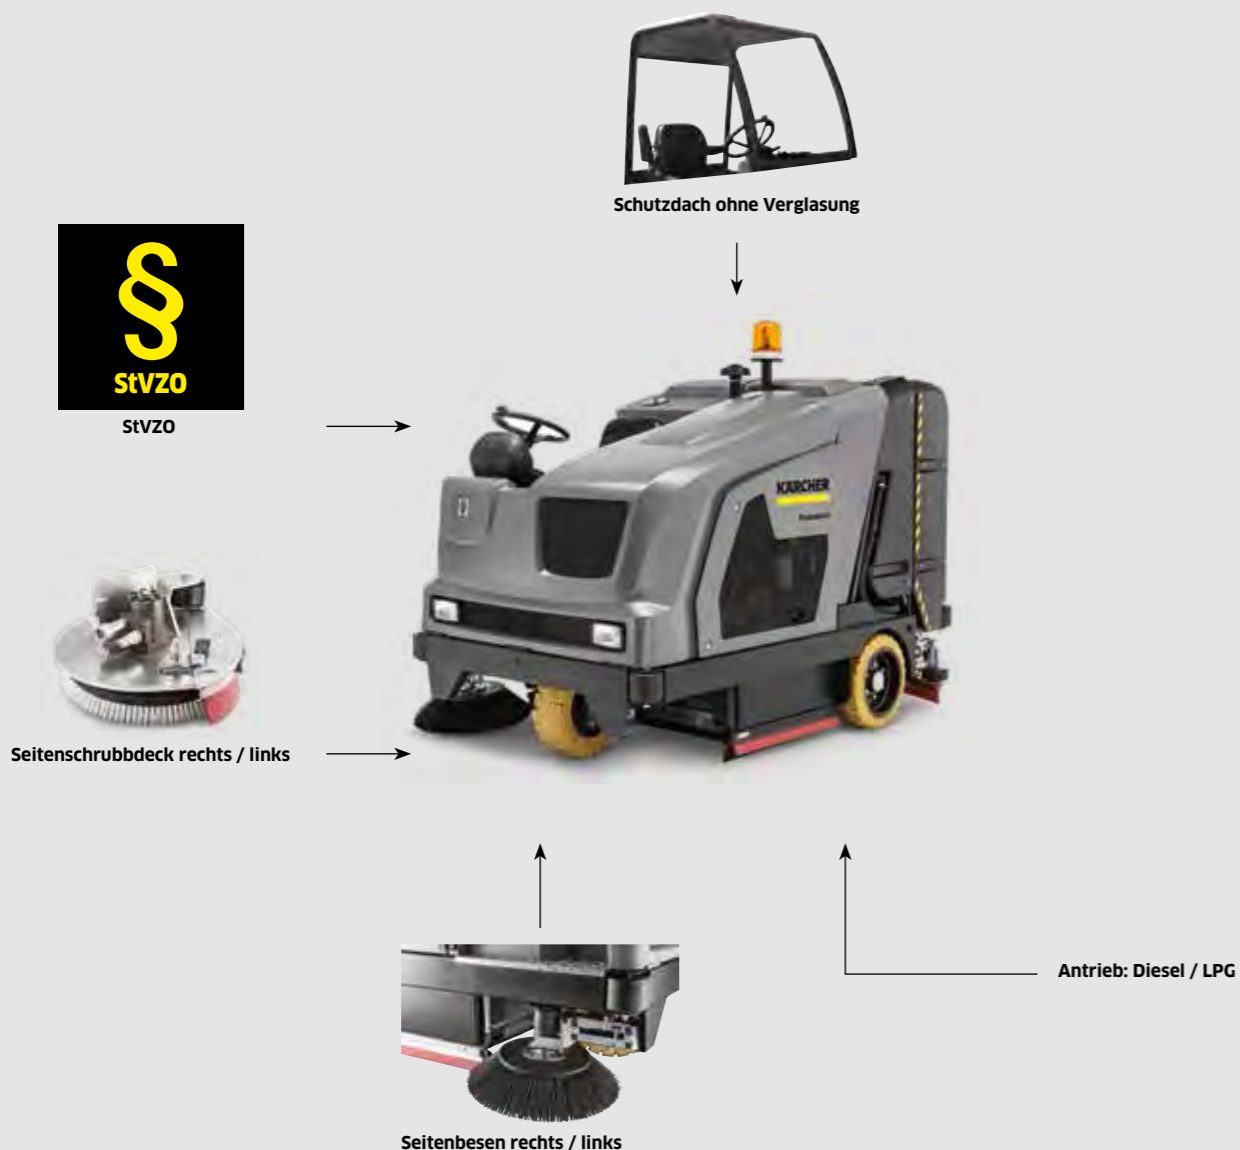 Schutzdach ohne Verglasung
§
StVZO
StVZO
KÄRCHER
Seitenschrubbdeck rechts / links
Antrieb: Diesel / LPG
Seitenbesen rechts / links